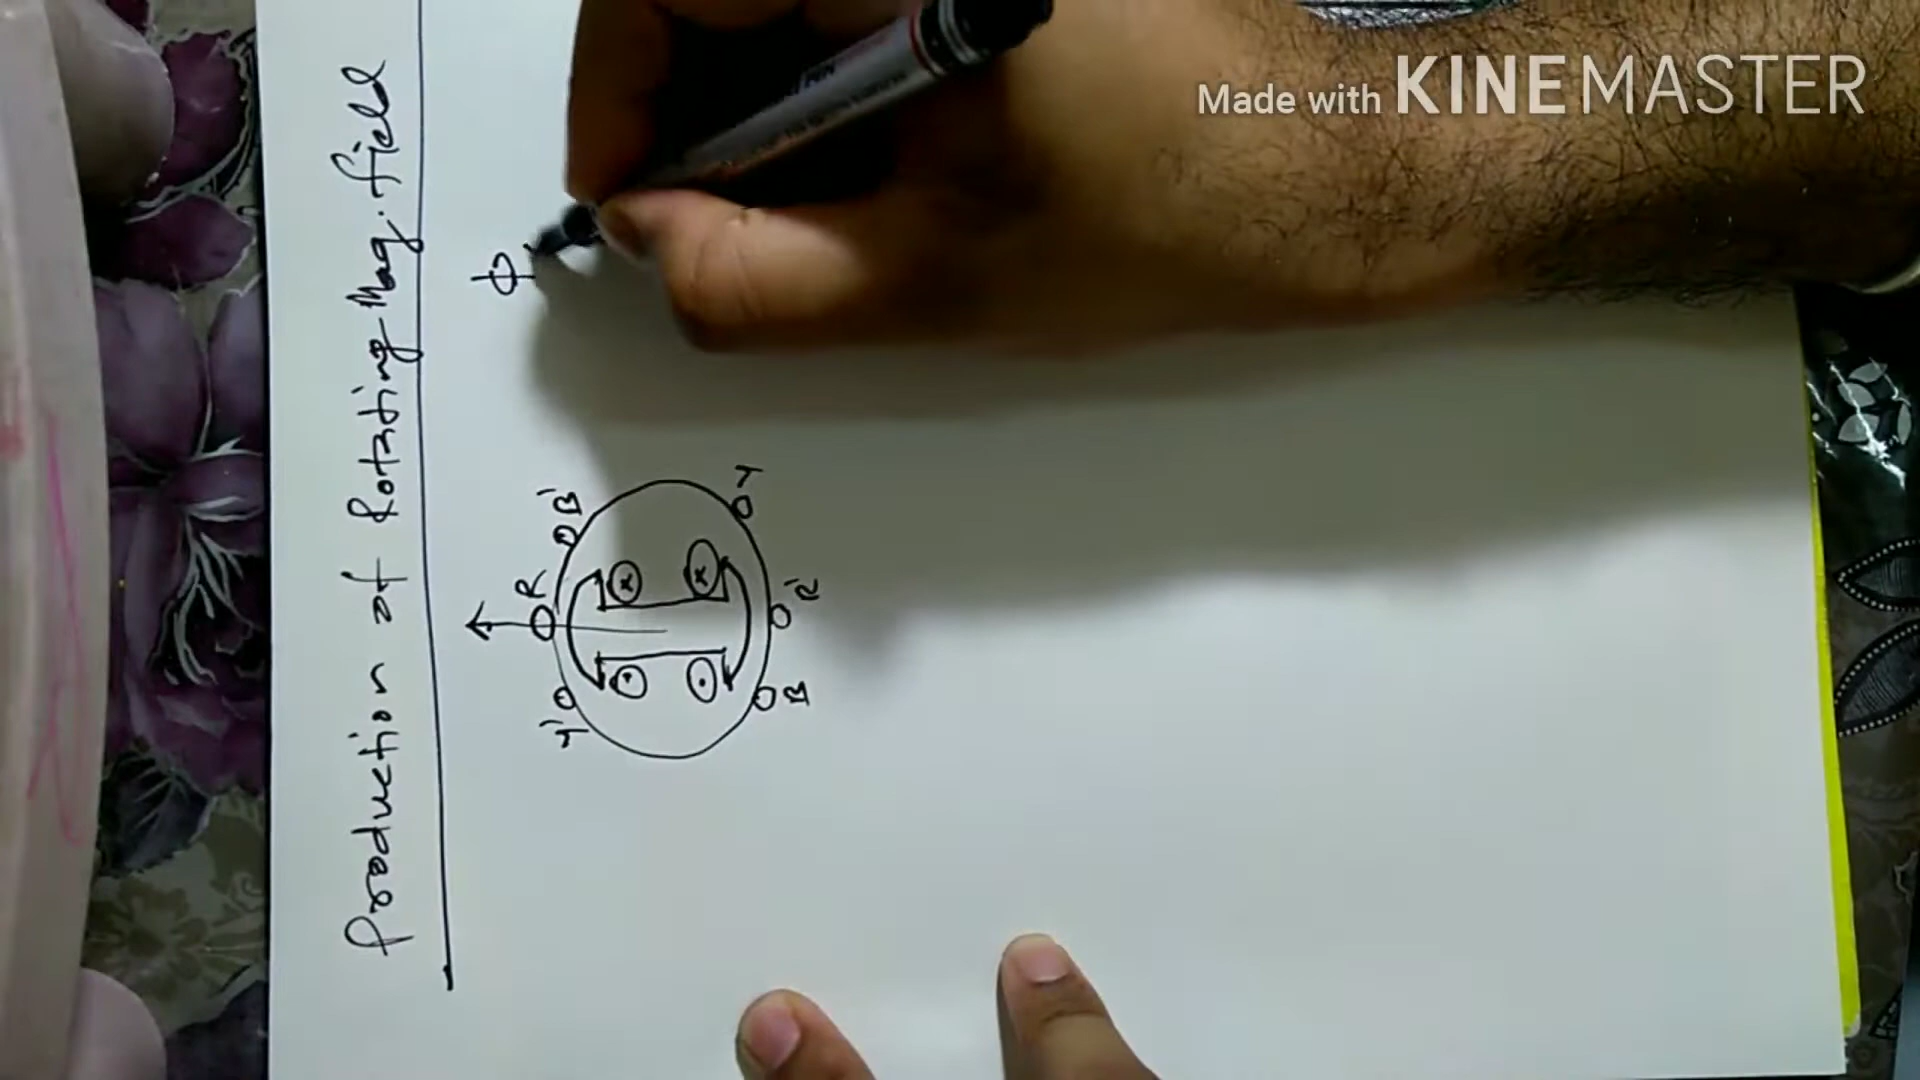 Production of Rotating Mag. field
Φ
B'
Y
R
R'
Y'
B
Made with KINEMASTER